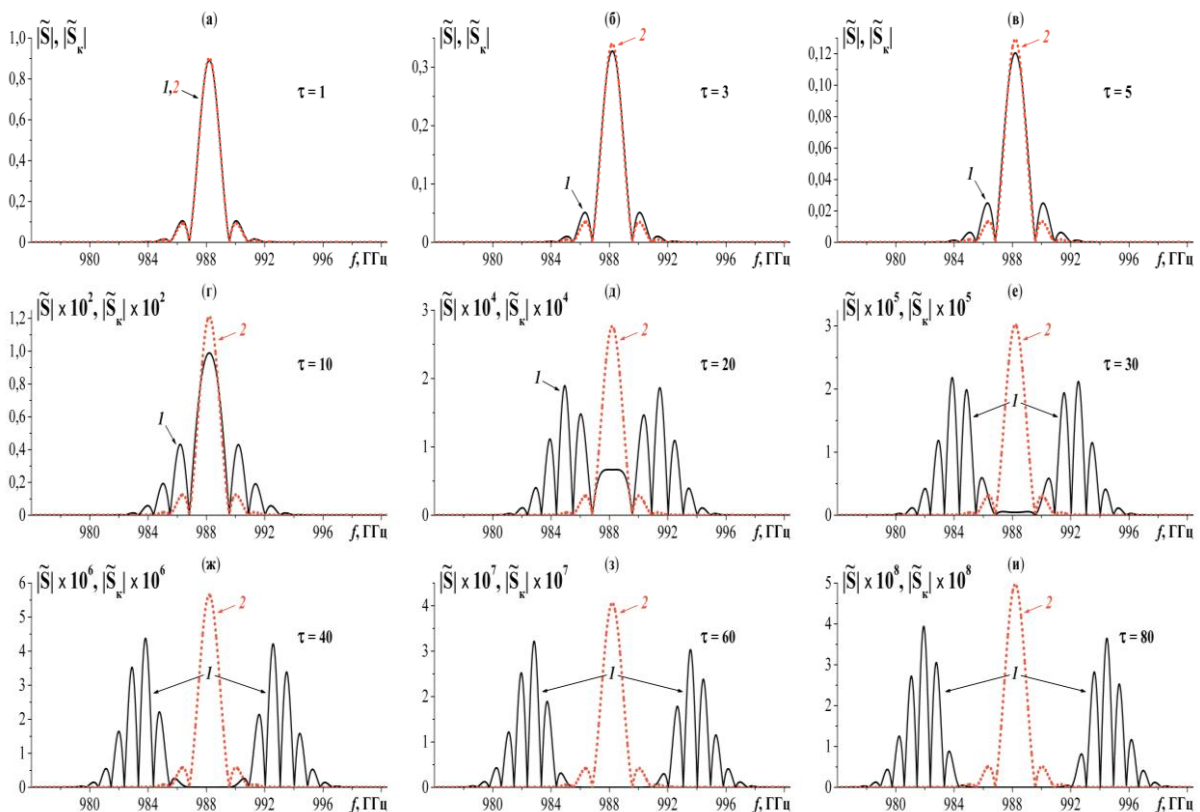 (а)
|S̃|, |S̃к|
1,0
0,8
0,6
0,4
0,2
0,0
1,2
τ = 1
980 984 988 992 996 f, ГГц
(б)
|S̃|, |S̃к|
0,3
0,2
0,1
0,0
2
1
τ = 3
980 984 988 992 996 f, ГГц
(в)
|S̃|, |S̃к|
0,12
0,10
0,08
0,06
0,04
0,02
0,00
2
1
τ = 5
980 984 988 992 996 f, ГГц
(г)
|S̃| x 10², |S̃к| x 10²
1,2
1,0
0,8
0,6
0,4
0,2
0
2
1
τ = 10
980 984 988 992 996 f, ГГц
(д)
|S̃| x 10⁴, |S̃к| x 10⁴
3
2
1
0
2
1
τ = 20
980 984 988 992 996 f, ГГц
(е)
|S̃| x 10⁵, |S̃к| x 10⁵
3
2
1
0
2
1
τ = 30
980 984 988 992 996 f, ГГц
(ж)
|S̃| x 10⁶, |S̃к| x 10⁶
6
5
4
3
2
1
0
2
1
τ = 40
980 984 988 992 996 f, ГГц
(з)
|S̃| x 10⁷, |S̃к| x 10⁷
4
3
2
1
0
2
1
τ = 60
980 984 988 992 996 f, ГГц
(и)
|S̃| x 10⁸, |S̃к| x 10⁸
5
4
3
2
1
0
2
1
τ = 80
980 984 988 992 996 f, ГГц